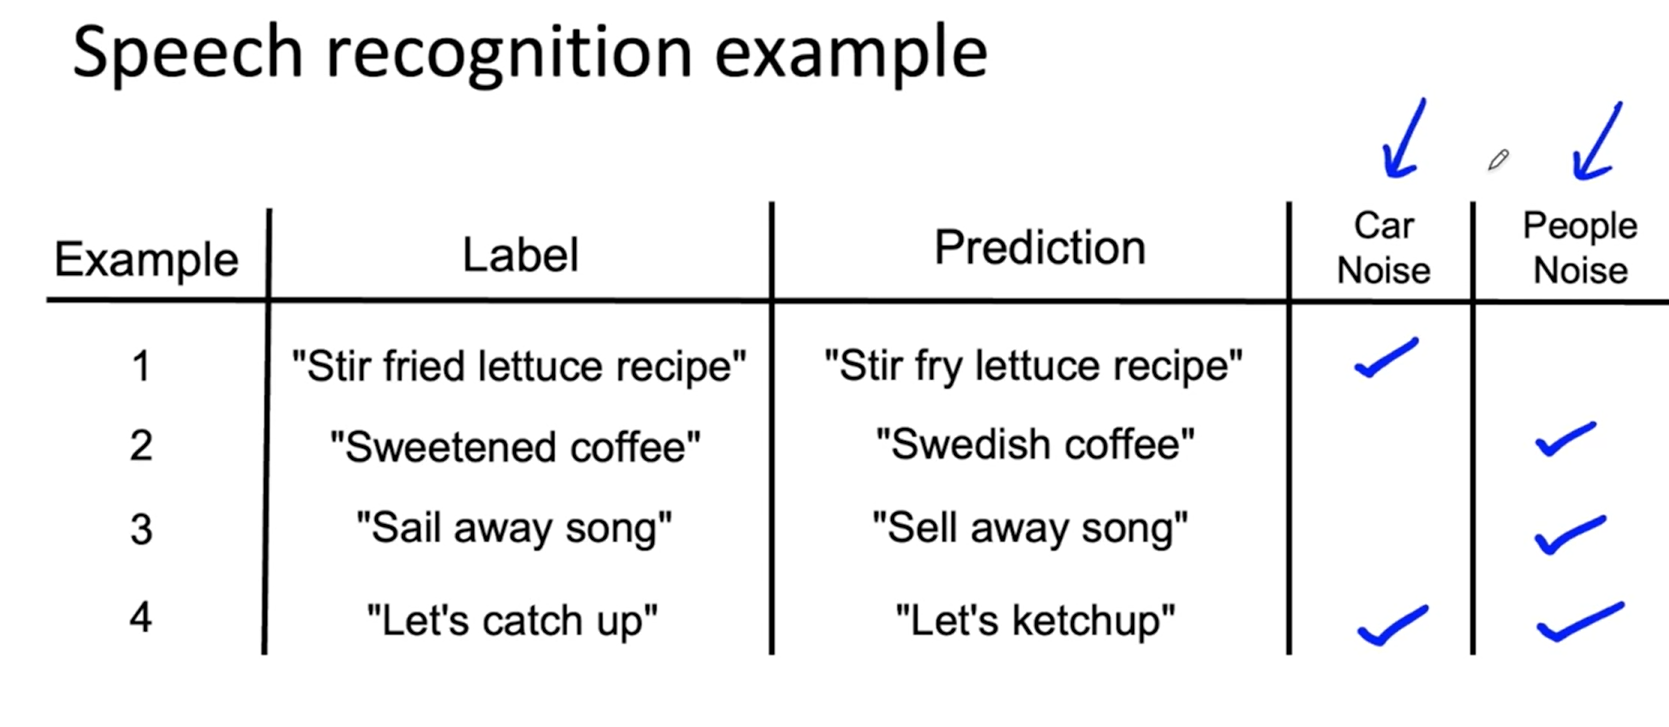 Speech recognition example
Example Label Prediction Car Noise People Noise
1 "Stir fried lettuce recipe" "Stir fry lettuce recipe" ✓
2 "Sweetened coffee" "Swedish coffee" ✓
3 "Sail away song" "Sell away song" ✓
4 "Let's catch up" "Let's ketchup" ✓ ✓